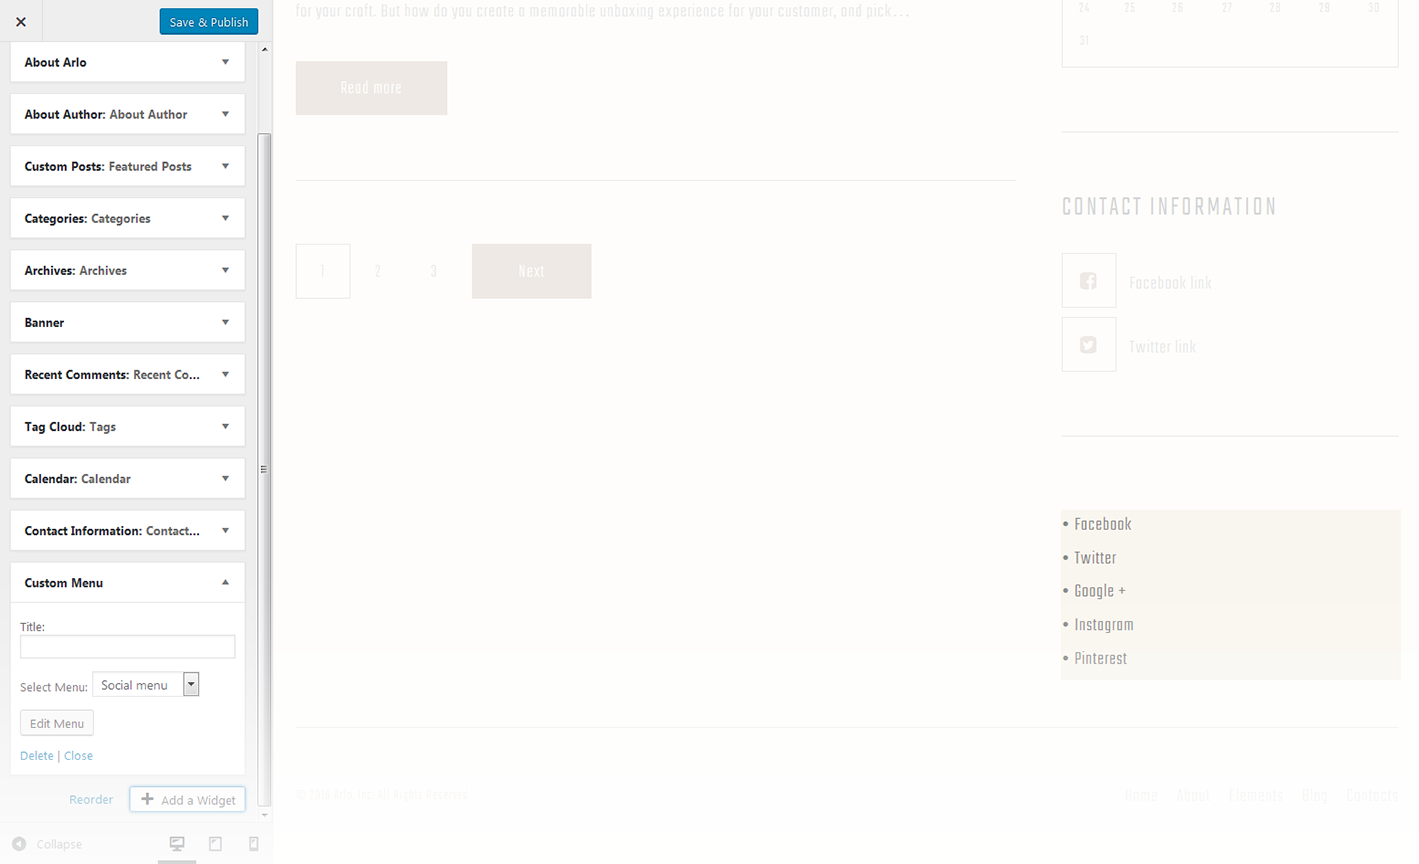 Save & Publish
About Arlo
About Author: About Author
Custom Posts: Featured Posts
Categories: Categories
Archives: Archives
Banner
Recent Comments: Recent Co...
Tag Cloud: Tags
Calendar: Calendar
Contact Information: Contact...
Custom Menu
Title:
Select Menu: Social menu
Edit Menu
Delete | Close
Reorder
Add a Widget
Collapse
for your craft. But how do you create a memorable unboxing experience for your customer, and pick...
Read more
1 2 3 Next
24 25 26 27 28 29 30
31
CONTACT INFORMATION
Facebook link
Twitter link
• Facebook
• Twitter
• Google +
• Instagram
• Pinterest
Arlo, Inc. All Rights Reserved
Home About Elements Blog Contacts